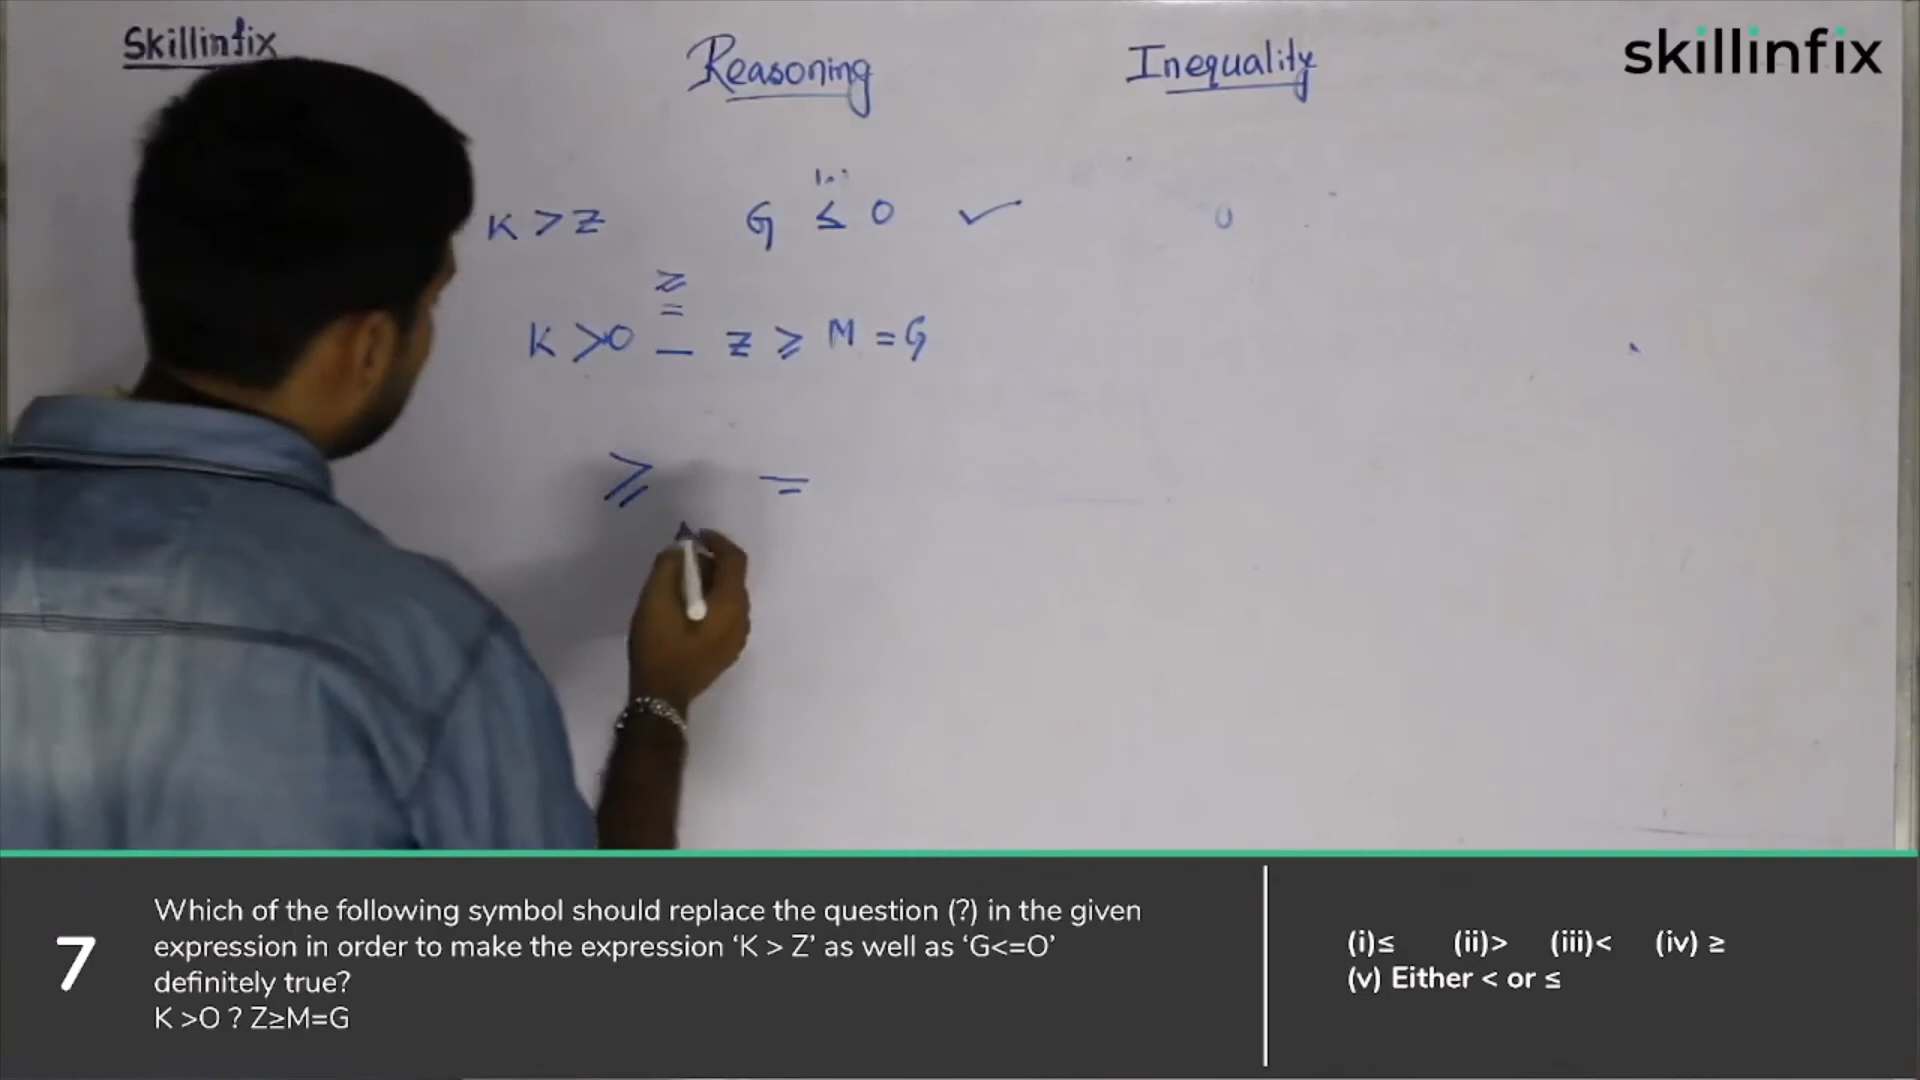 Skillinfix
Reasoning
Inequality
skillinfix
K > Z
G ≤ O ✓
≥
=
K >O _ Z ≥ M = G
≥ =
7
Which of the following symbol should replace the question (?) in the given
expression in order to make the expression ‘K > Z’ as well as ‘G<=O’
definitely true?
K >O ? Z≥M=G
(i)≤ (ii)> (iii)< (iv) ≥
(v) Either < or ≤